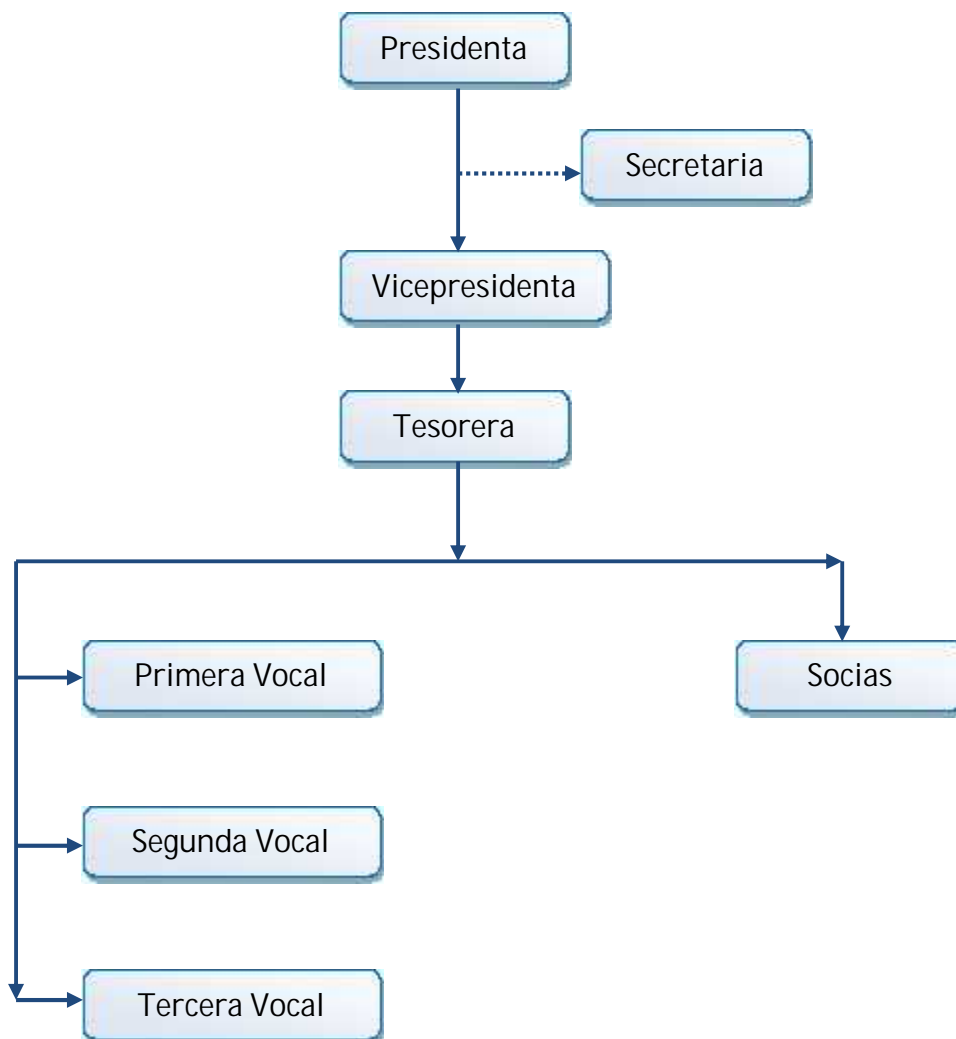 Presidenta
Secretaria
Vicepresidenta
Tesorera
Primera Vocal
Socias
Segunda Vocal
Tercera Vocal